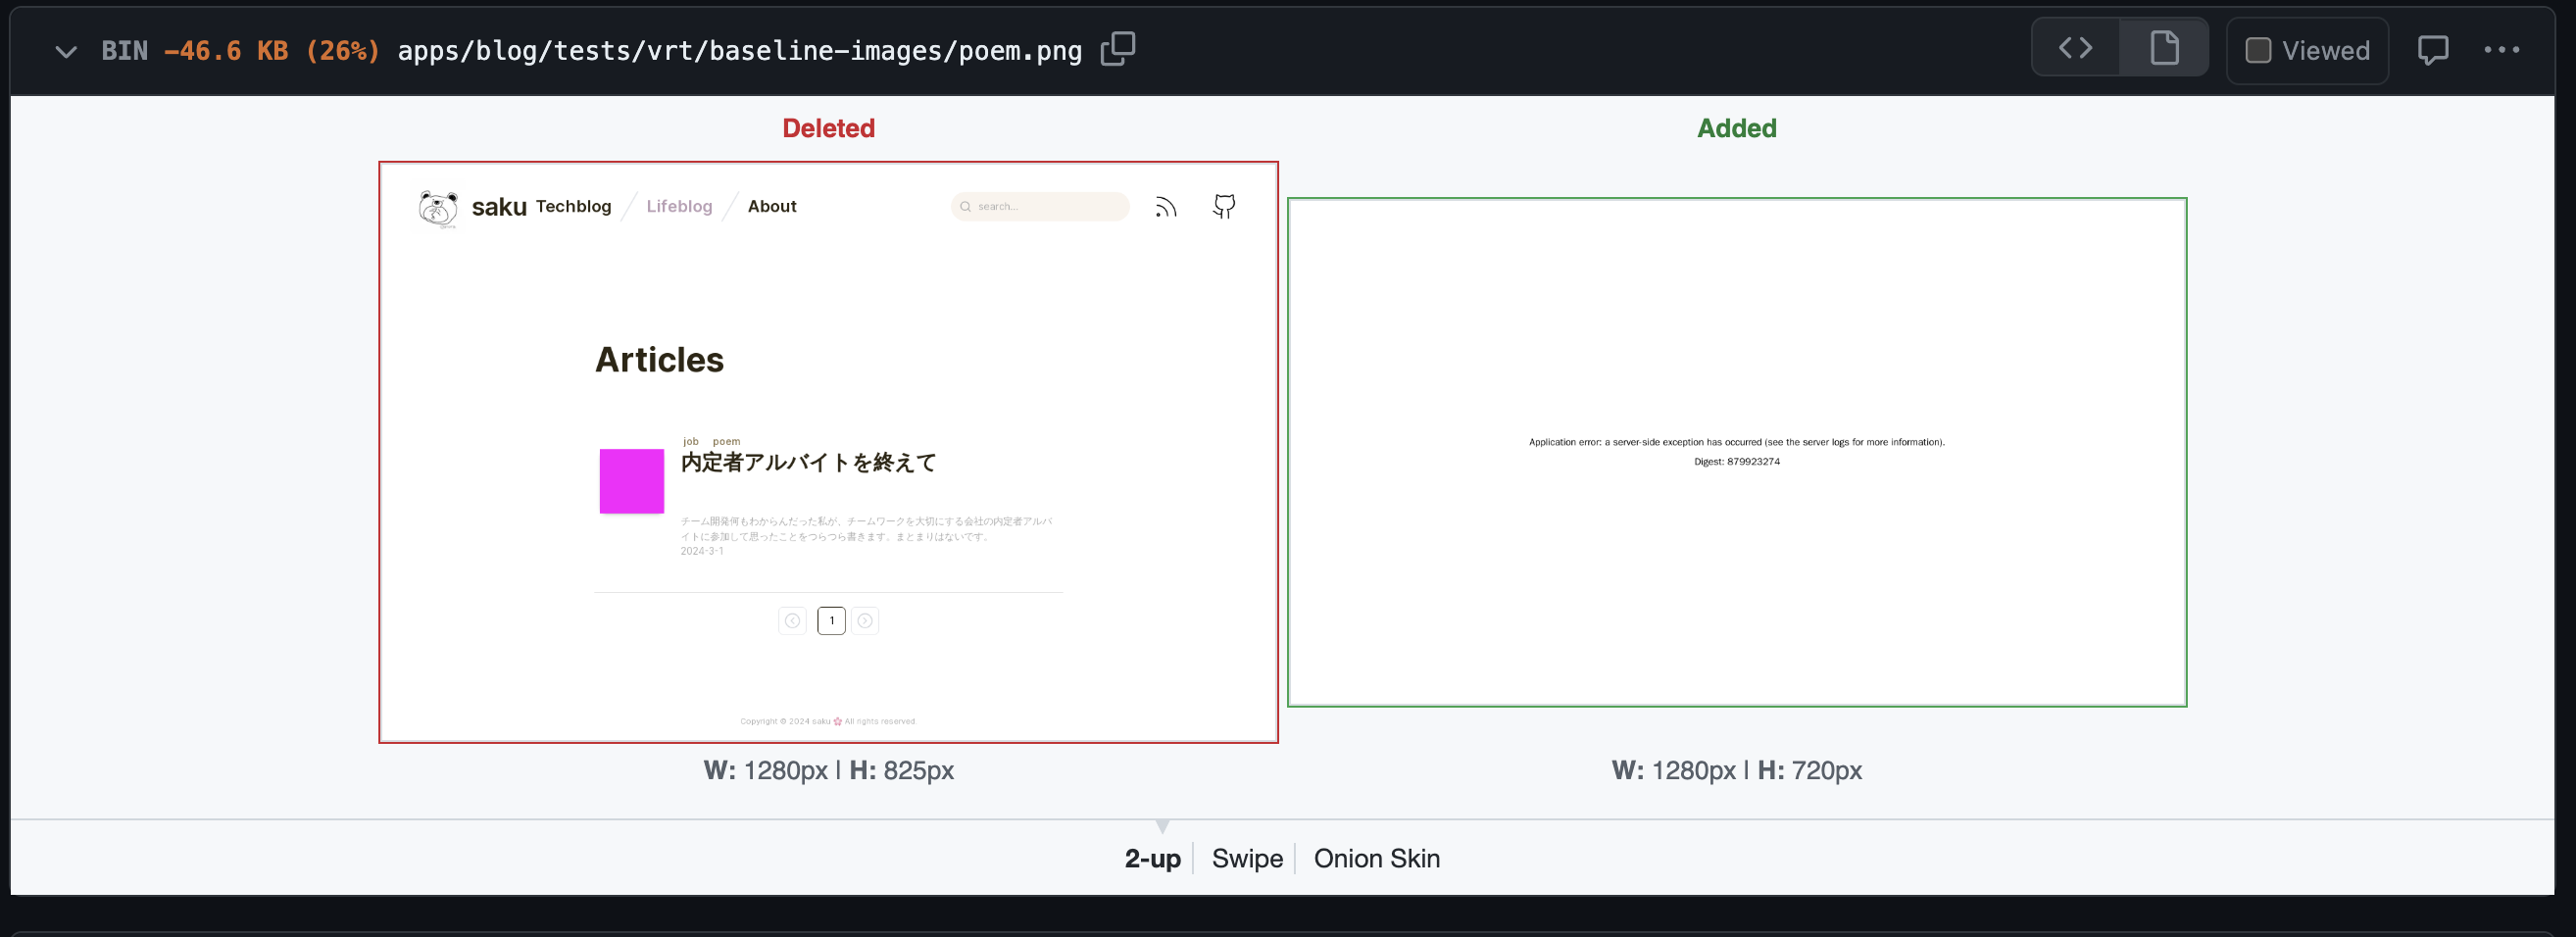 BIN −46.6 KB (26%) apps/blog/tests/vrt/baseline-images/poem.png
Viewed
Deleted
saku Techblog Lifeblog About search...
Articles
job poem
内定者アルバイトを終えて
チーム開発何もわからんだった私が、チームワークを大切にする会社の内定者アルバ
イトに参加して思ったことをつらつら書きます。まとまりはないです。
2024-3-1
1
Copyright © 2024 saku 🌸 All rights reserved.
W: 1280px | H: 825px
Added
Application error: a server-side exception has occurred (see the server logs for more information).
Digest: 879923274
W: 1280px | H: 720px
2-up Swipe Onion Skin